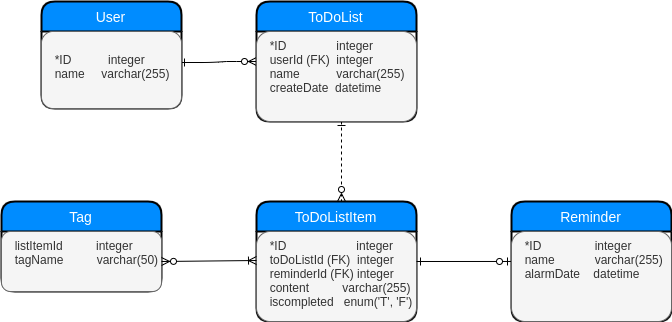 User
*ID integer
name varchar(255)
ToDoList
*ID integer
userId (FK) integer
name varchar(255)
createDate datetime
Tag
listItemId integer
tagName varchar(50)
ToDoListItem
*ID integer
toDoListId (FK) integer
reminderId (FK) integer
content varchar(255)
iscompleted enum('T', 'F')
Reminder
*ID integer
name varchar(255)
alarmDate datetime